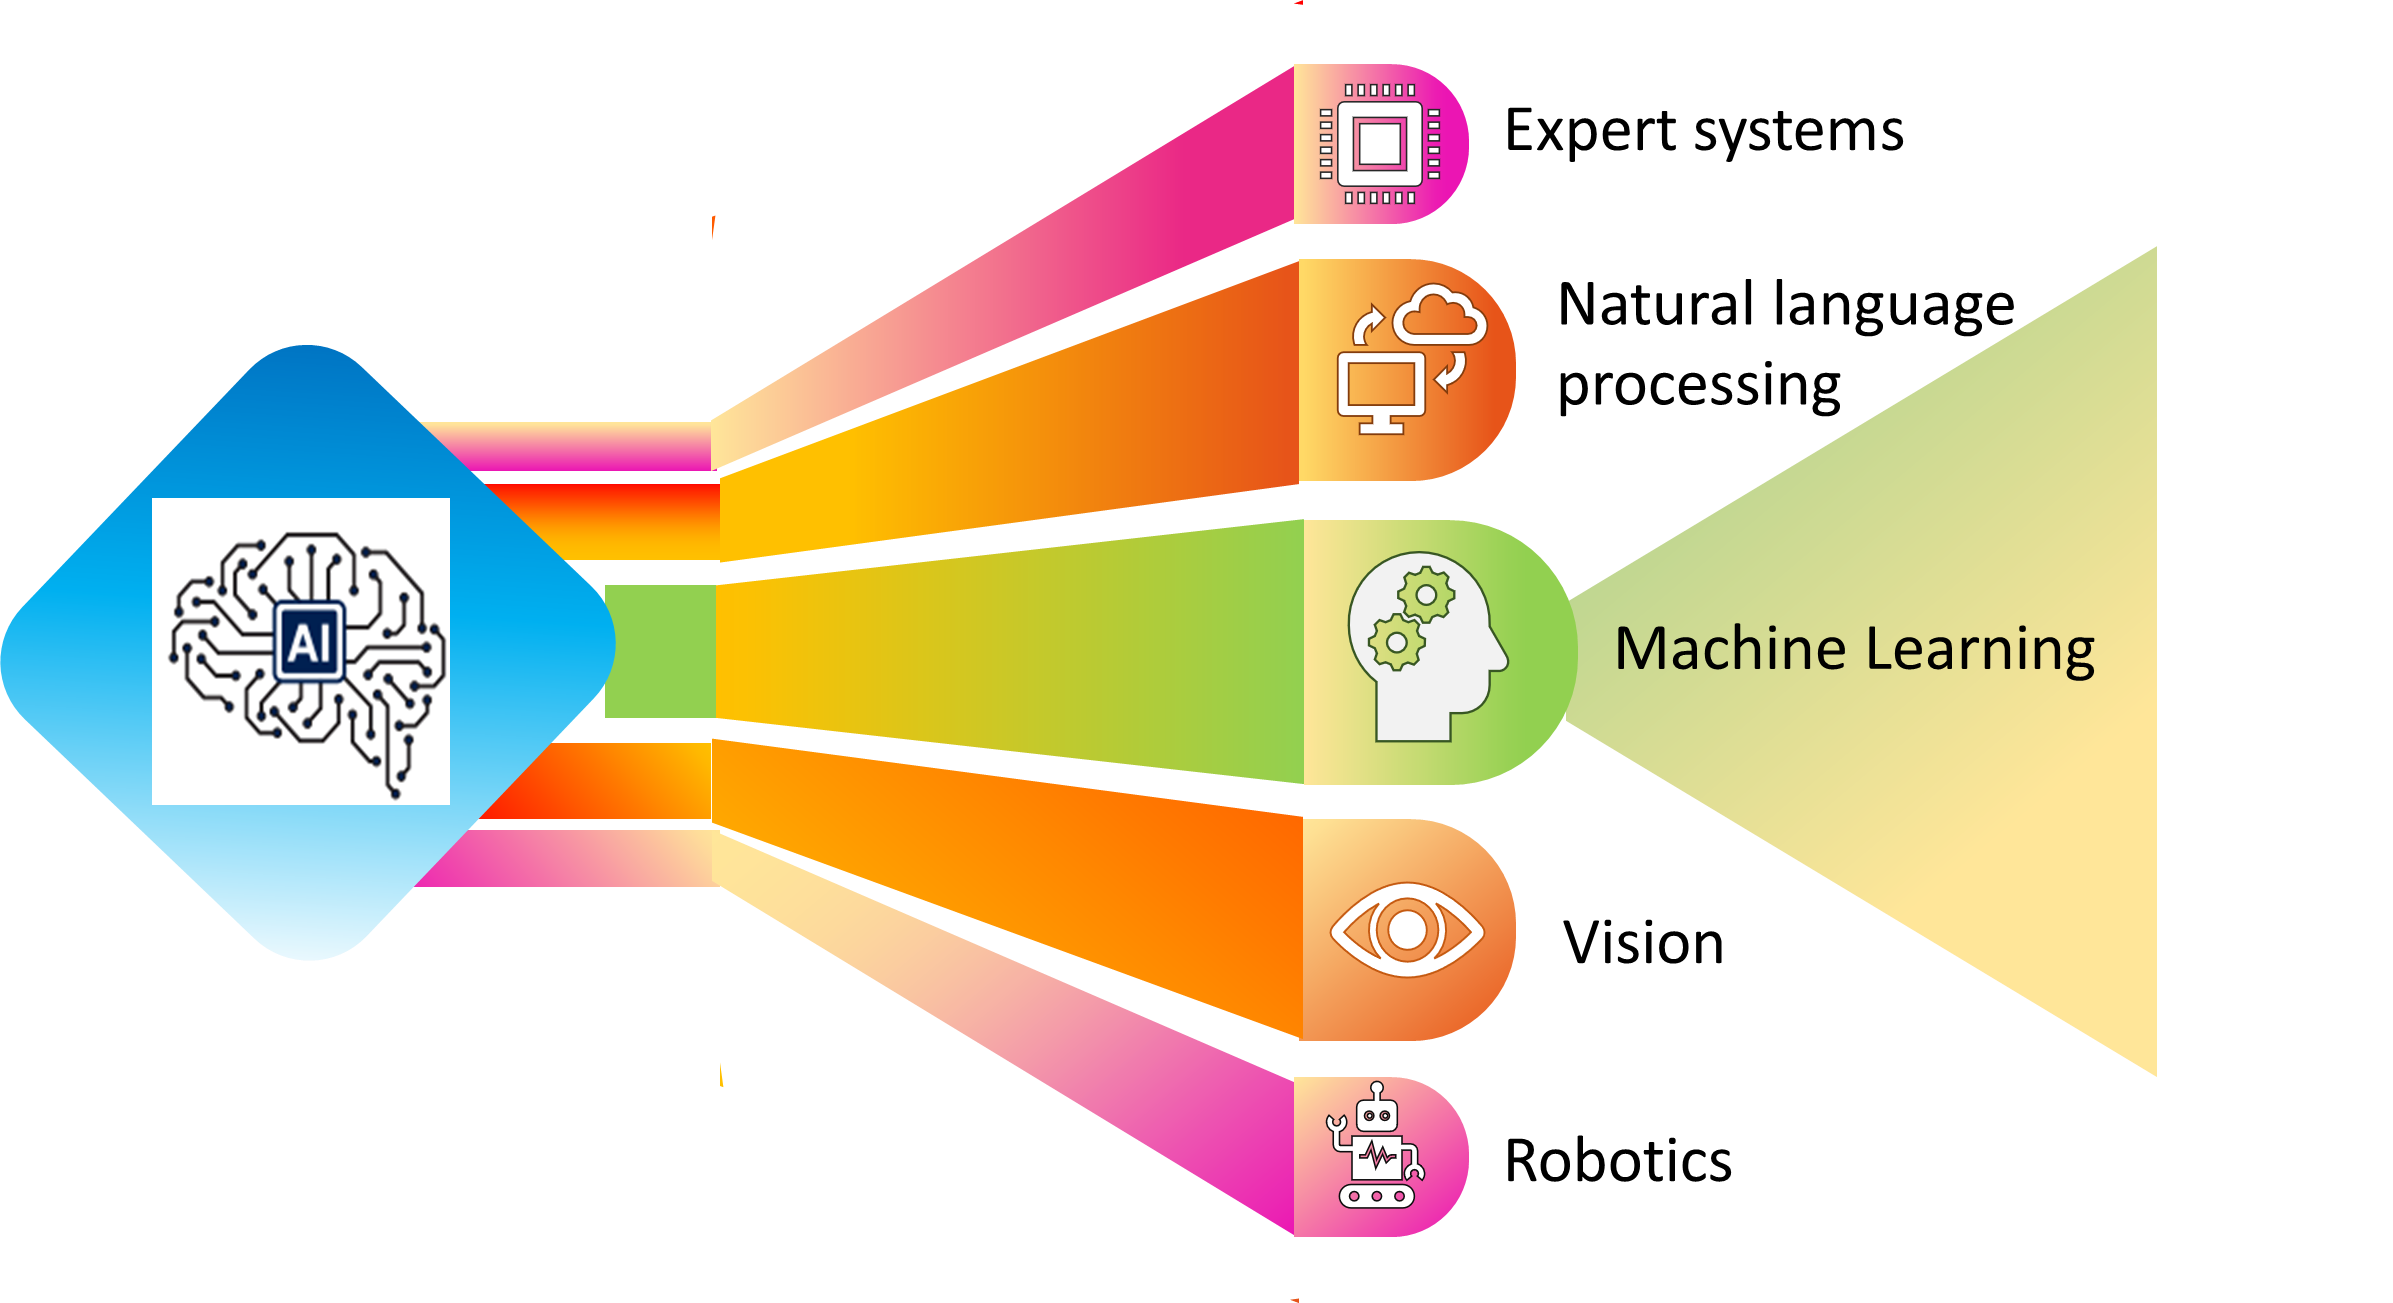 Expert systems
Natural language
processing
AI
Machine Learning
Vision
Robotics